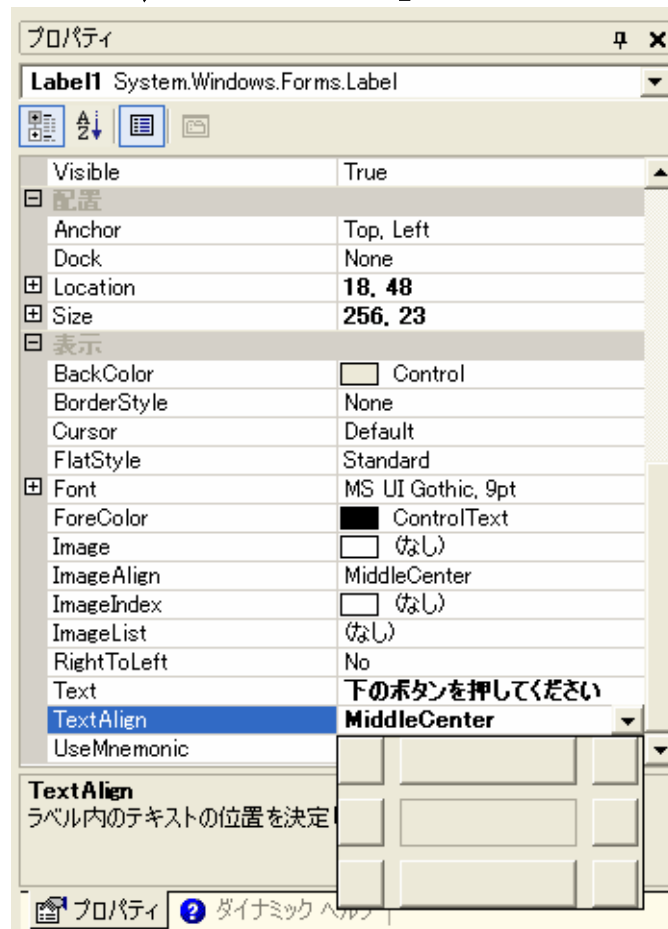 プロパティ
Label1 System.Windows.Forms.Label
Visible True
配置
Anchor Top, Left
Dock None
Location 18, 48
Size 256, 23
表示
BackColor Control
BorderStyle None
Cursor Default
FlatStyle Standard
Font MS UI Gothic, 9pt
ForeColor ControlText
Image (なし)
ImageAlign MiddleCenter
ImageIndex (なし)
ImageList (なし)
RightToLeft No
Text 下のボタンを押してください
TextAlign MiddleCenter
UseMnemonic
TextAlign
ラベル内のテキストの位置を決定し
プロパティ ダイナミック ヘルプ